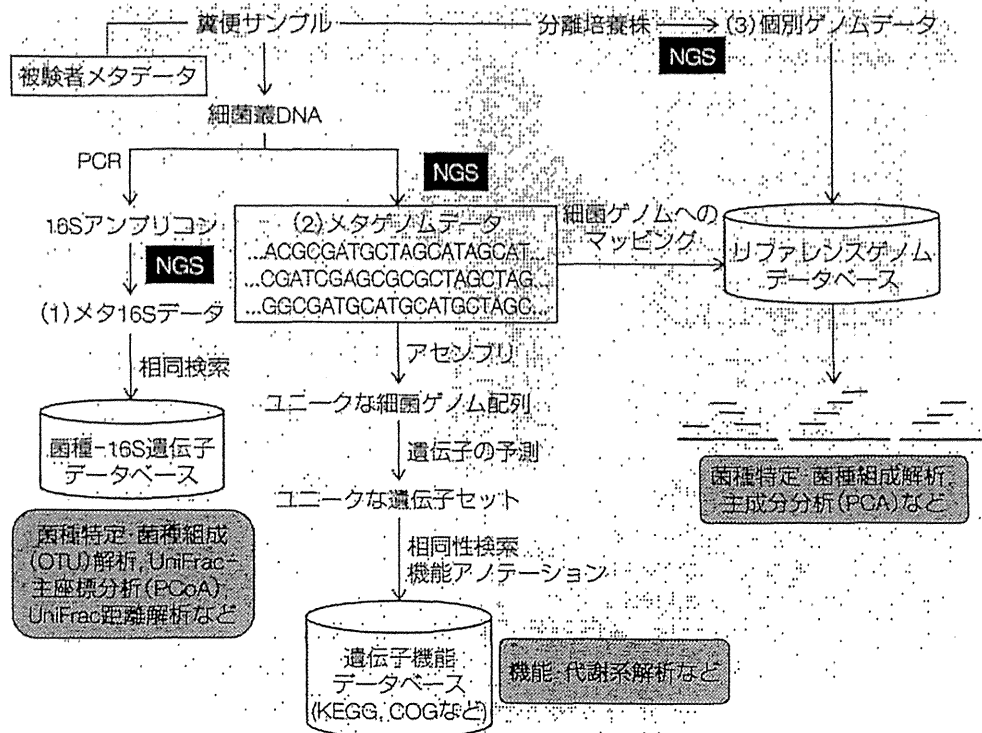 糞便サンプル
分離培養株
(3)個別ゲノムデータ
NGS
被験者メタデータ
細菌叢DNA
PCR
NGS
16Sアンプリコン
NGS
(1)メタ16Sデータ
(2)メタゲノムデータ
...ACGCGATGCTAGCATAGCAT...
...CGATCGAGCGCGCTAGCTAG...
...GGCGATGCATGCATGCTAGC...
細菌ゲノムへの
マッピング
リファレンスゲノム
データベース
相同検索
菌種-16S遺伝子
データベース
菌種特定・菌種組成
(OTU)解析, UniFrac-
主座標分析(PCoA),
UniFrac距離解析など
アセンブリ
ユニークな細菌ゲノム配列
遺伝子の予測
ユニークな遺伝子セット
相同性検索
機能アノテーション
遺伝子機能
データベース
(KEGG, COGなど)
機能・代謝系解析など
菌種特定・菌種組成解析,
主成分分析(PCA)など